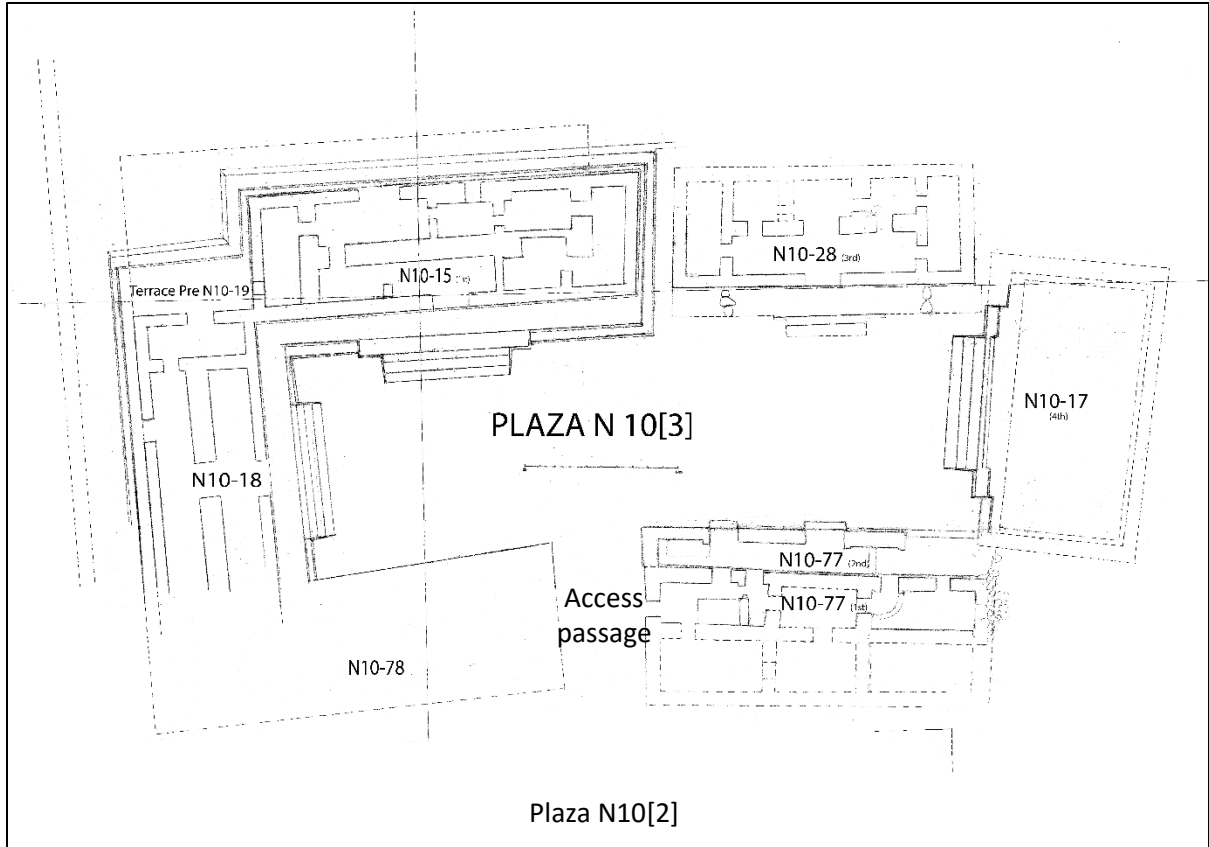 N10-28 (3rd)
N10-15 (1st)
Terrace Pre N10-19
N10-17
(4th)
PLAZA N 10[3]
N10-18
N10-77 (2nd)
Access
passage
N10-77 (1st)
N10-78
Plaza N10[2]